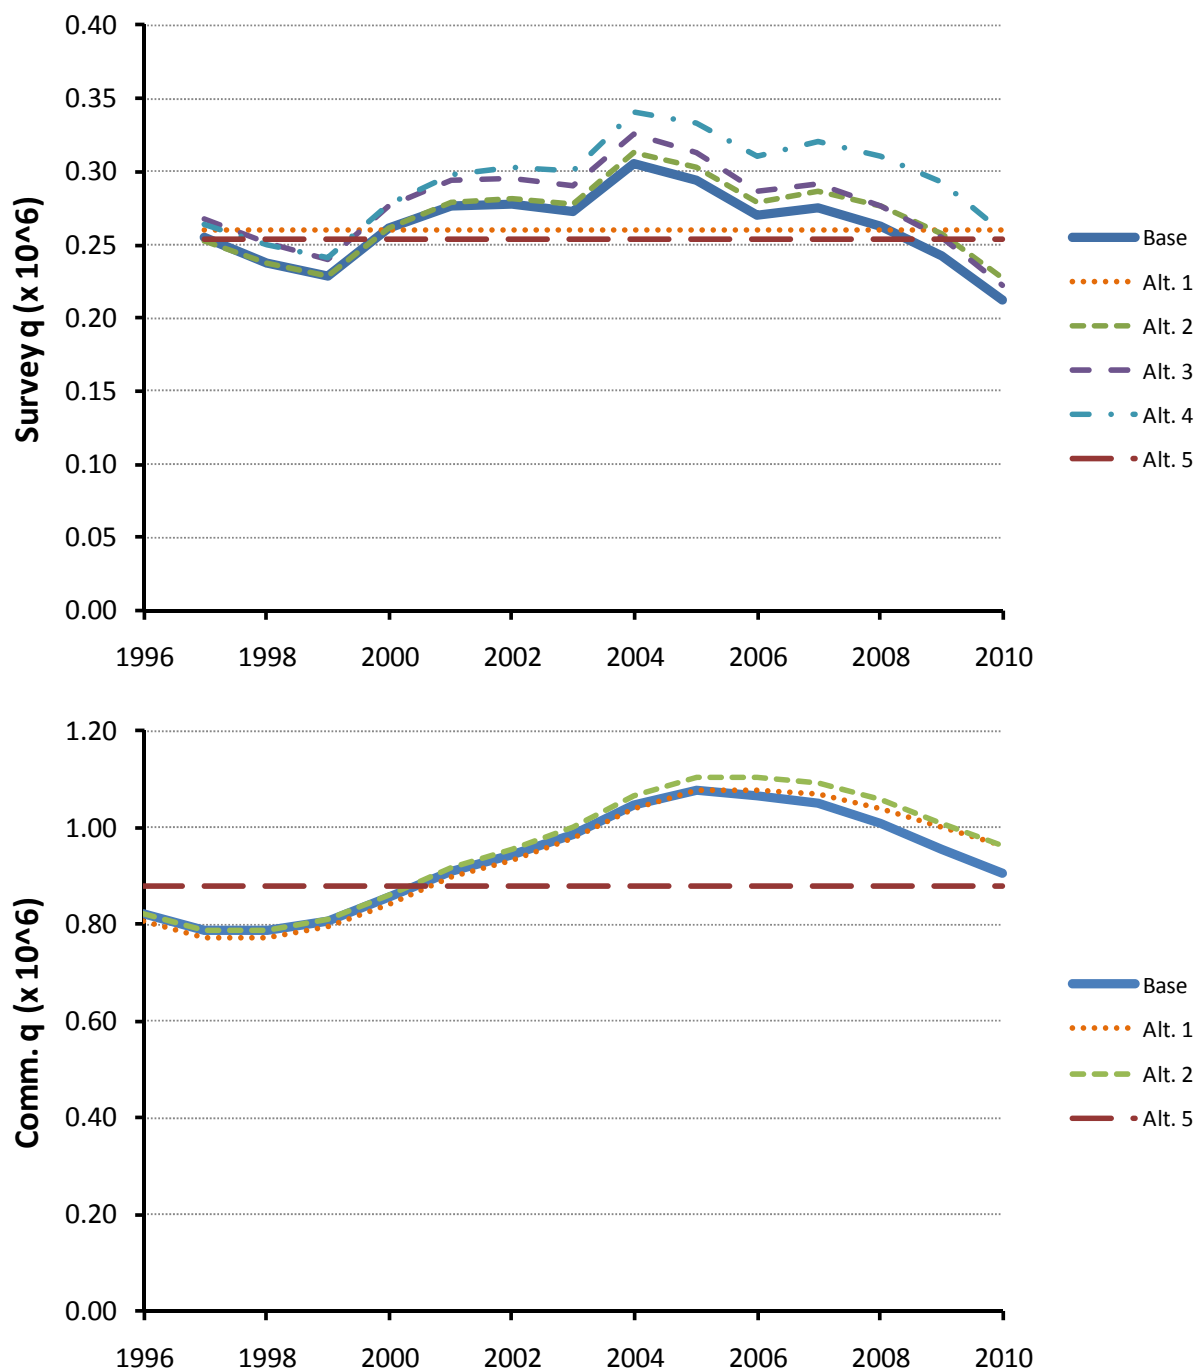 Survey q (x 10^6)
0.40
0.35
0.30
0.25
0.20
0.15
0.10
0.05
0.00
1996 1998 2000 2002 2004 2006 2008 2010
Base
Alt. 1
Alt. 2
Alt. 3
Alt. 4
Alt. 5
Comm. q (x 10^6)
1.20
1.00
0.80
0.60
0.40
0.20
0.00
1996 1998 2000 2002 2004 2006 2008 2010
Base
Alt. 1
Alt. 2
Alt. 5